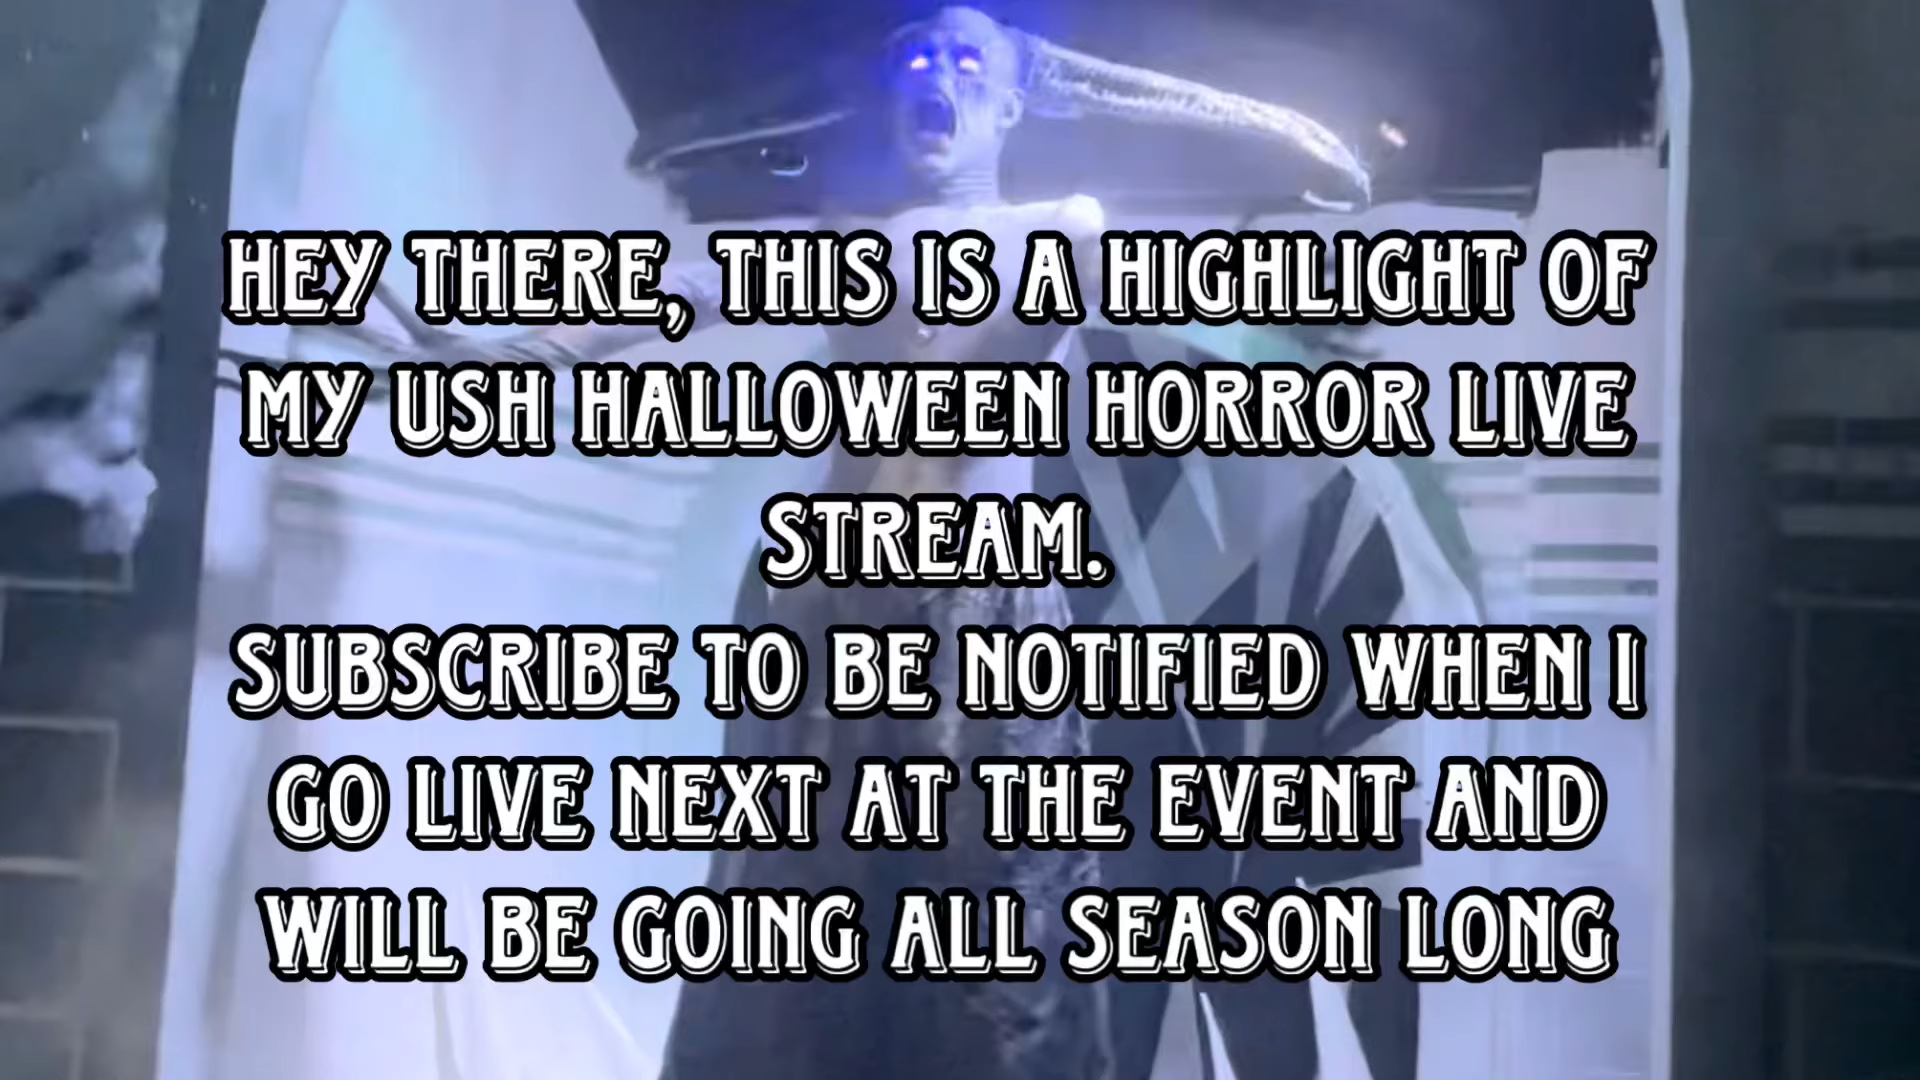 HEY THERE, THIS IS A HIGHLIGHT OF
MY USH HALLOWEEN HORROR LIVE
STREAM.
SUBSCRIBE TO BE NOTIFIED WHEN I
GO LIVE NEXT AT THE EVENT AND
WILL BE GOING ALL SEASON LONG